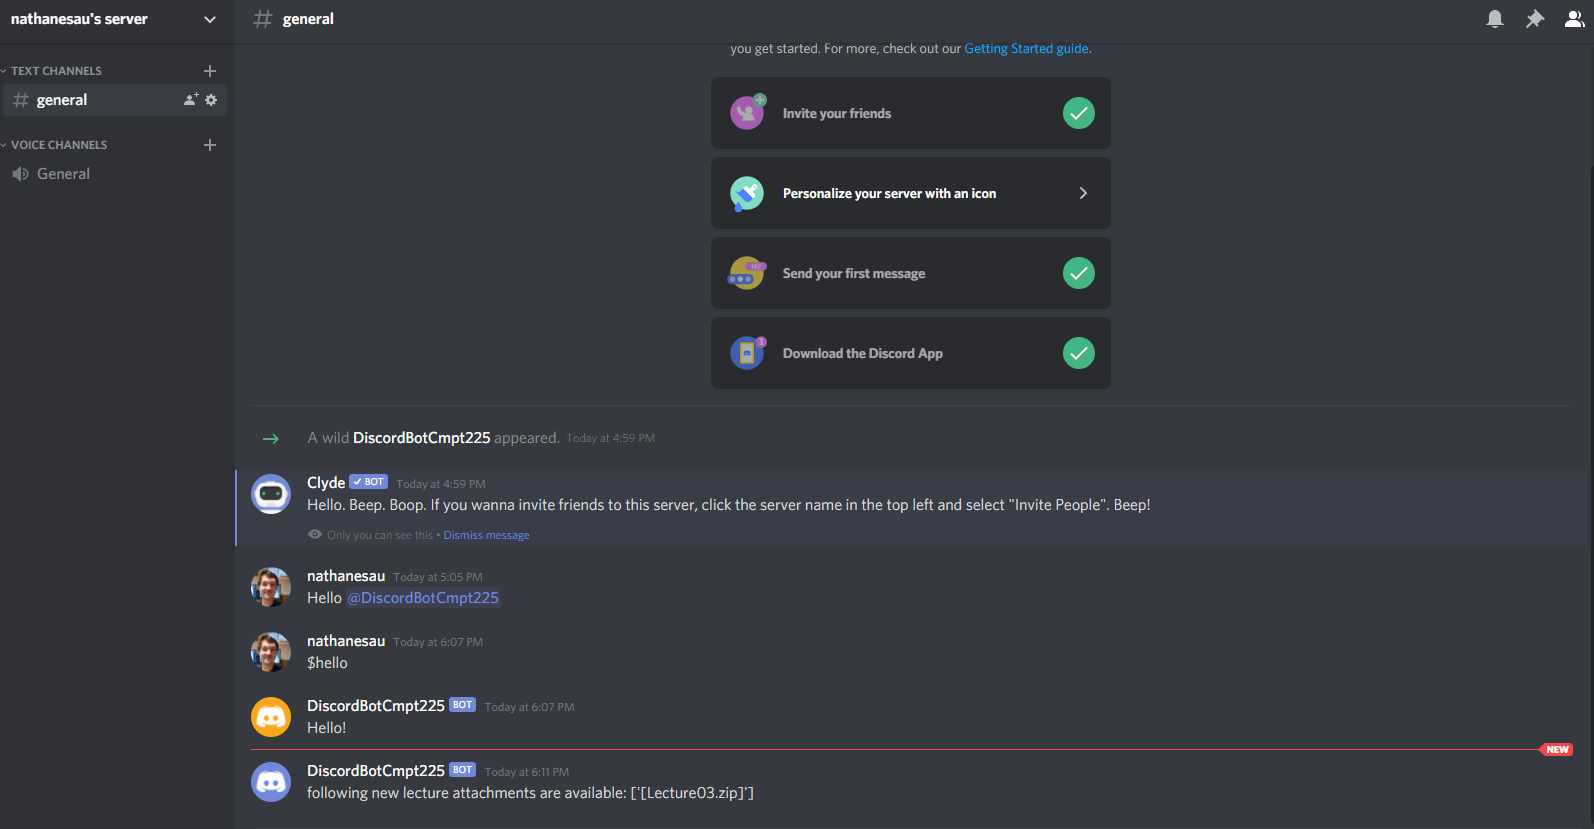 nathanesau's server
general
TEXT CHANNELS
general
VOICE CHANNELS
General
you get started. For more, check out our Getting Started guide.
Invite your friends
Personalize your server with an icon
HI!
Send your first message
1
Download the Discord App
A wild DiscordBotCmpt225 appeared. Today at 4:59 PM
Clyde BOT Today at 4:59 PM
Hello. Beep. Boop. If you wanna invite friends to this server, click the server name in the top left and select "Invite People". Beep!
Only you can see this • Dismiss message
nathanesau Today at 5:05 PM
Hello @DiscordBotCmpt225
nathanesau Today at 6:07 PM
$hello
DiscordBotCmpt225 BOT Today at 6:07 PM
Hello!
NEW
DiscordBotCmpt225 BOT Today at 6:11 PM
following new lecture attachments are available: ['[Lecture03.zip]']